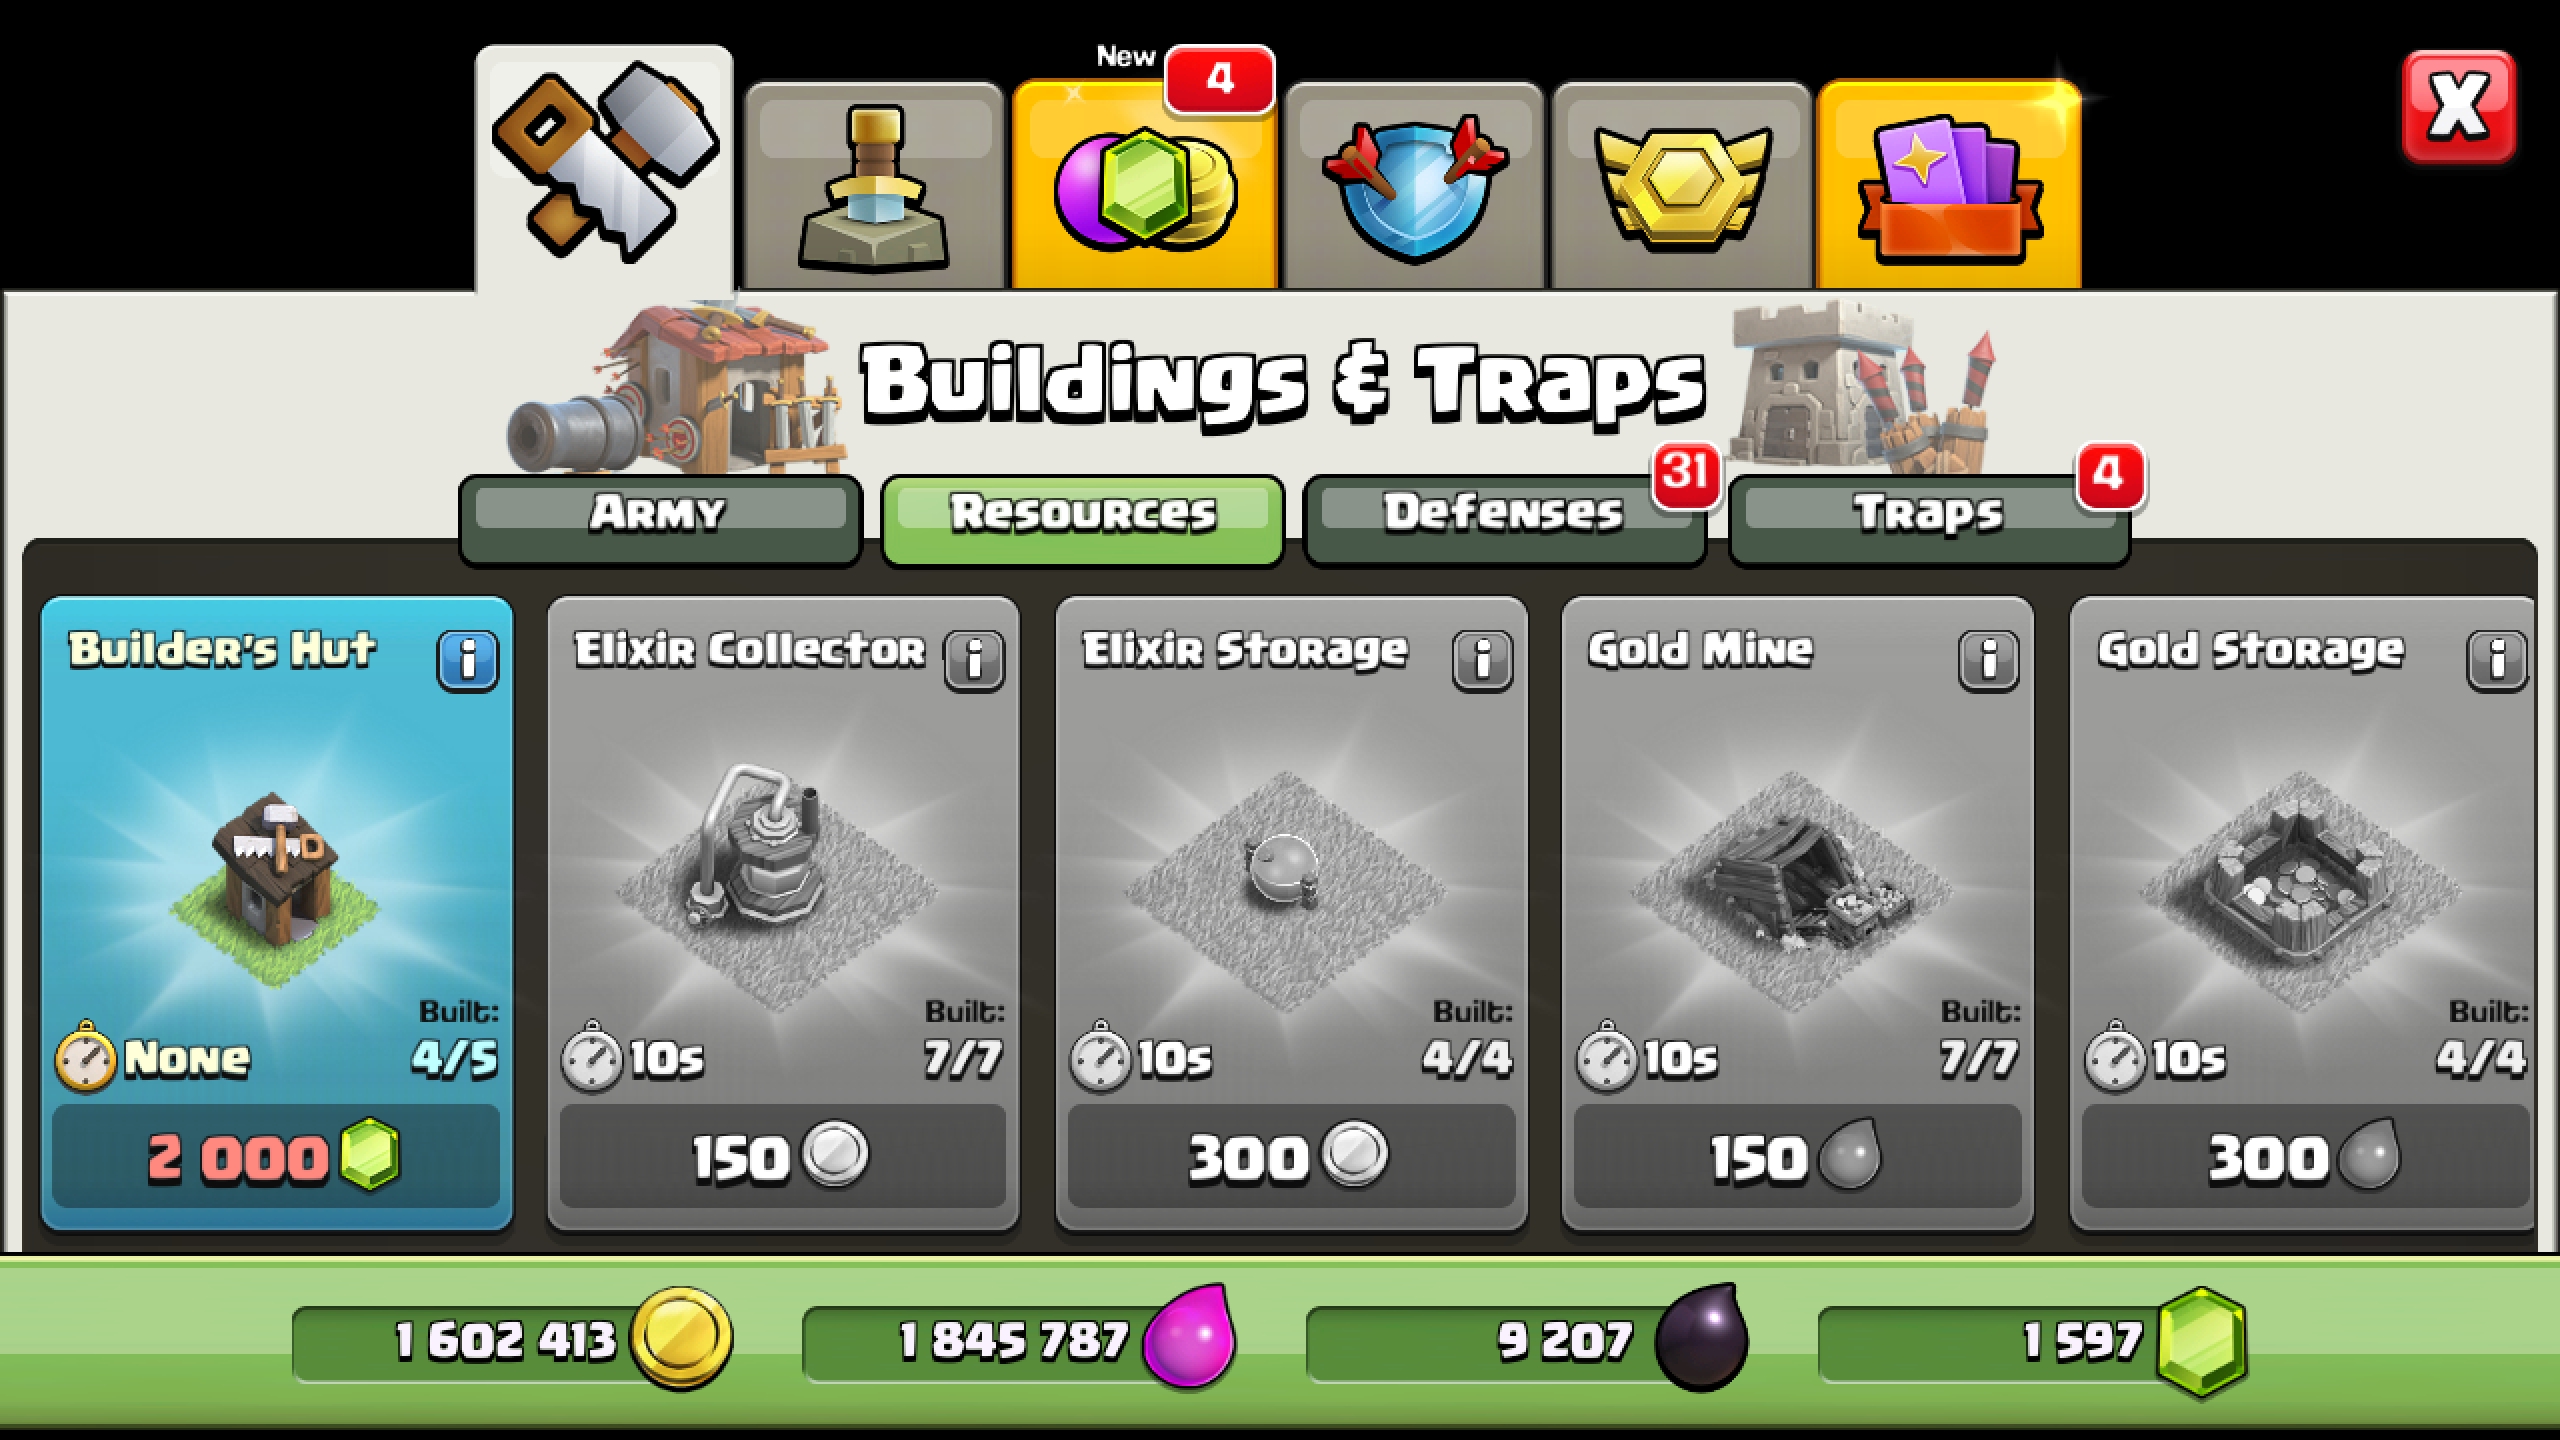 New
4
X
Buildings & Traps
Army
Resources
Defenses
31
Traps
4
Builder's Hut
i
Built:
None
4/5
2 000
Elixir Collector
i
Built:
10s
7/7
150
Elixir Storage
i
Built:
10s
4/4
300
Gold Mine
i
Built:
10s
7/7
150
Gold Storage
i
Built:
10s
4/4
300
1 602 413
1 845 787
9 207
1 597